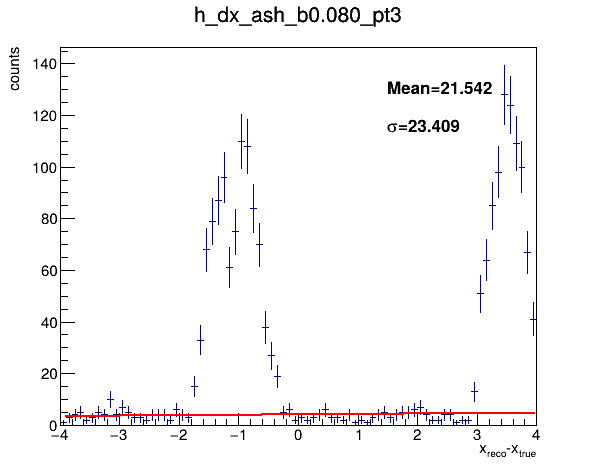 h_dx_ash_b0.080_pt3
counts
140
120
100
80
60
40
20
0
Mean=21.542
σ=23.409
−4 −3 −2 −1 0 1 2 3 4
x_reco-x_true